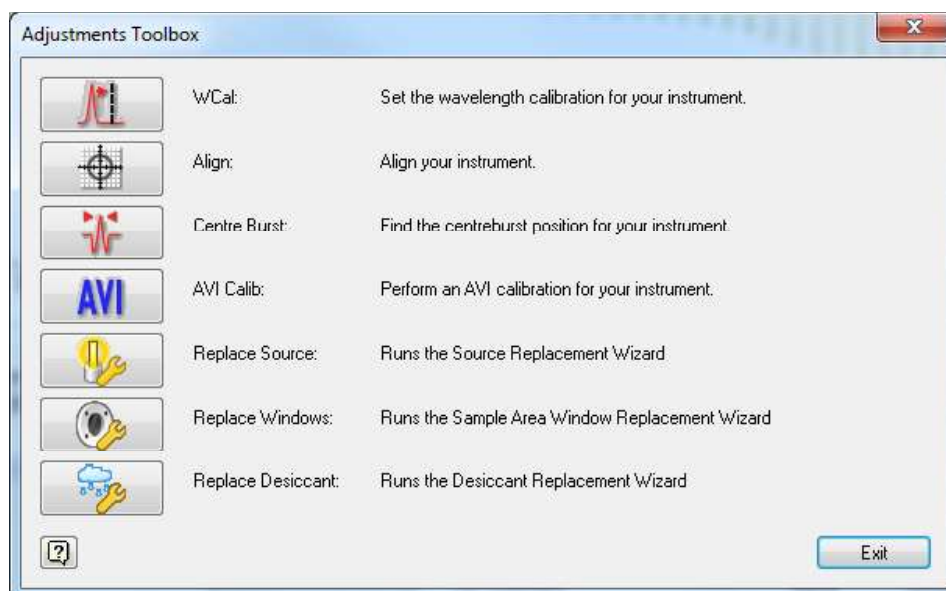 Adjustments Toolbox
WCal: Set the wavelength calibration for your instrument.
Align: Align your instrument.
Centre Burst: Find the centreburst position for your instrument.
AVI
AVI Calib: Perform an AVI calibration for your instrument.
Replace Source: Runs the Source Replacement Wizard
Replace Windows: Runs the Sample Area Window Replacement Wizard
Replace Desiccant: Runs the Desiccant Replacement Wizard
?
Exit